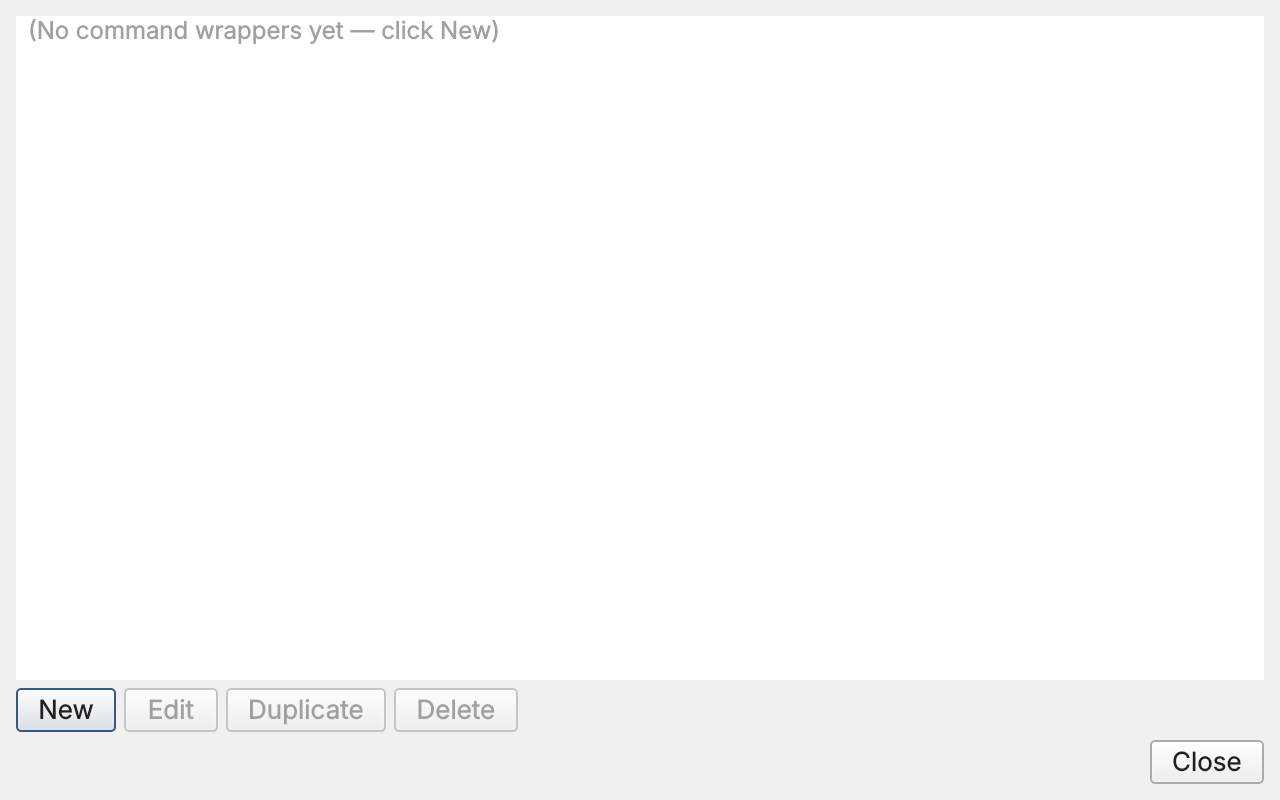 (No command wrappers yet — click New)
New
Edit
Duplicate
Delete
Close